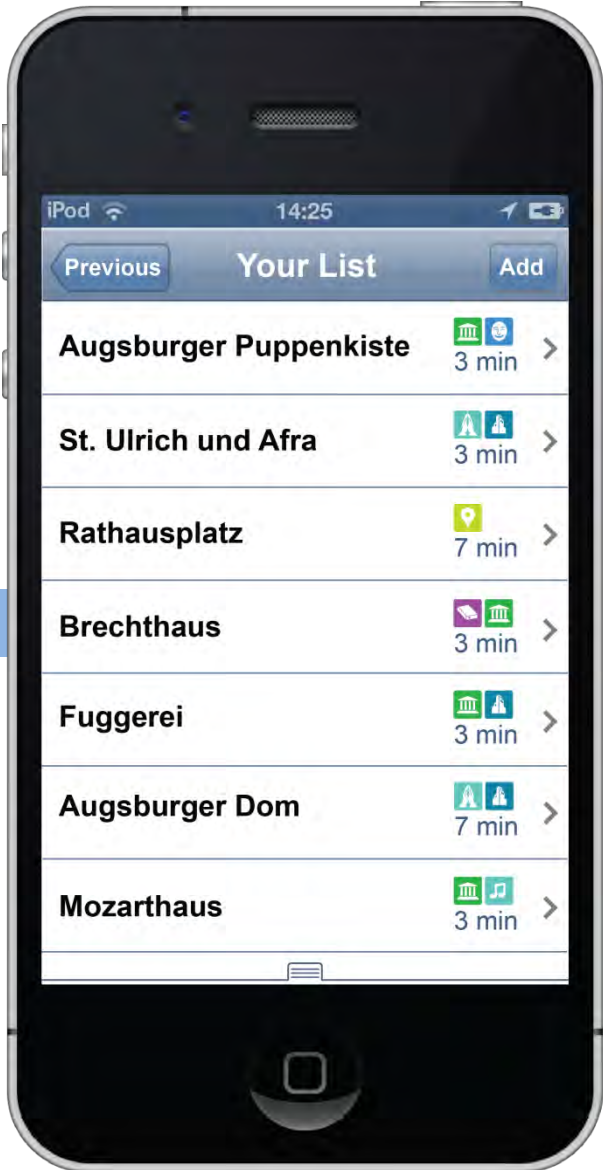 iPod 14:25
Previous Your List Add
Augsburger Puppenkiste 3 min
St. Ulrich und Afra 3 min
Rathausplatz 7 min
Brechthaus 3 min
Fuggerei 3 min
Augsburger Dom 7 min
Mozarthaus 3 min